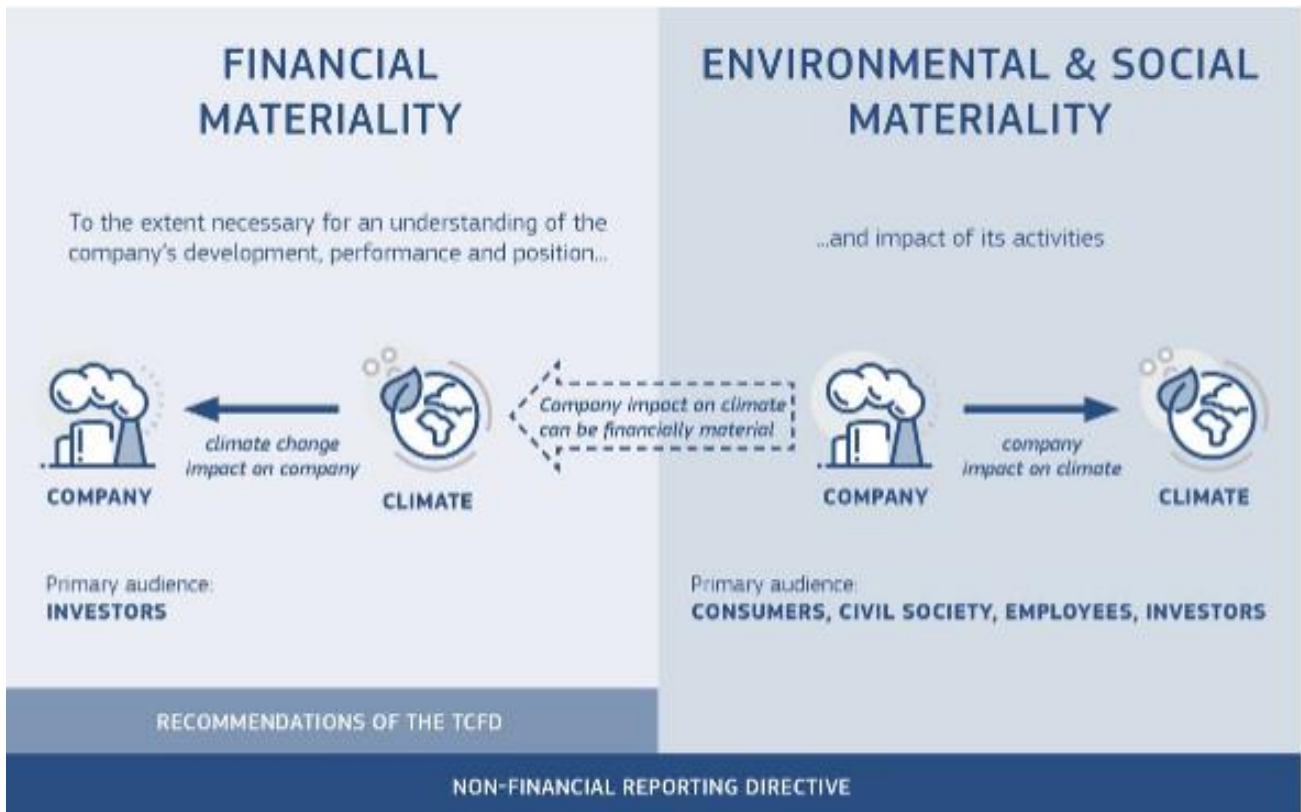 FINANCIAL
MATERIALITY
To the extent necessary for an understanding of the
company's development, performance and position...
climate change
impact on company
COMPANY
CLIMATE
Primary audience:
INVESTORS
RECOMMENDATIONS OF THE TCFD
Company impact on climate
can be financially material
ENVIRONMENTAL & SOCIAL
MATERIALITY
...and impact of its activities
company
impact on climate
COMPANY
CLIMATE
Primary audience:
CONSUMERS, CIVIL SOCIETY, EMPLOYEES, INVESTORS
NON-FINANCIAL REPORTING DIRECTIVE